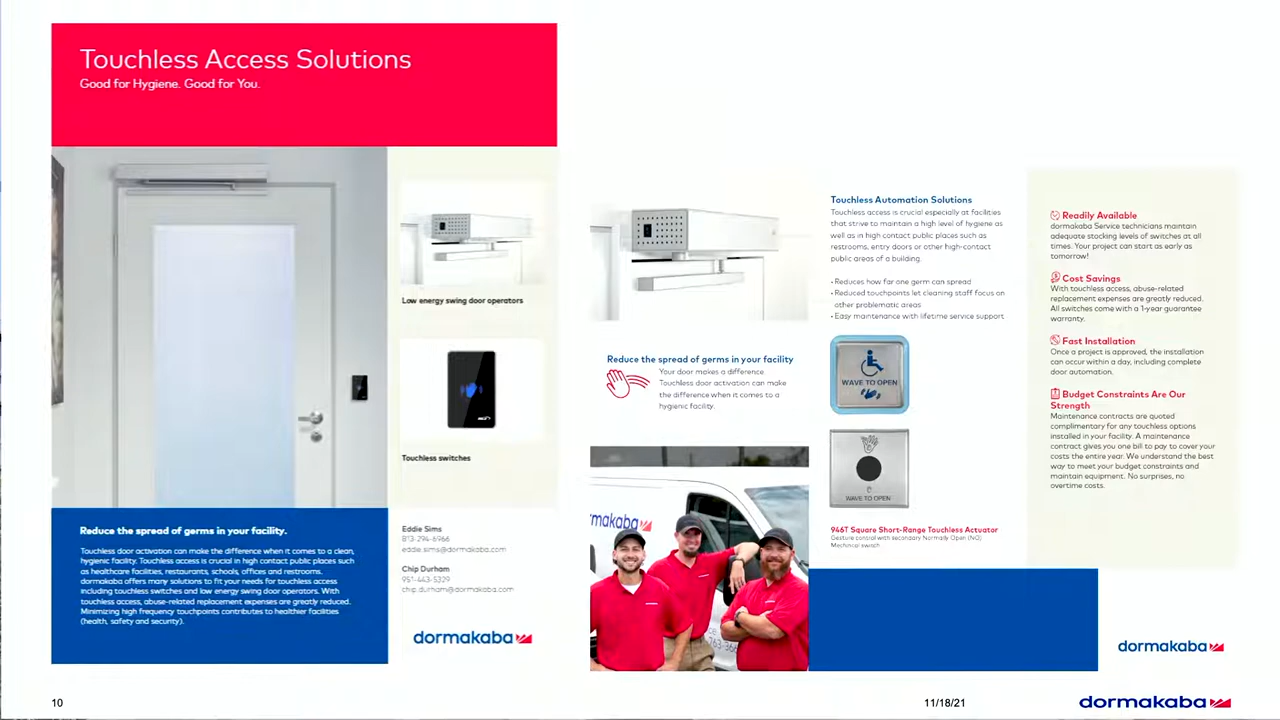 Touchless Access Solutions
Good for Hygiene. Good for You.
Low energy swing door operators
Touchless switches
Reduce the spread of germs in your facility.
Touchless door activation can make the difference when it comes to a clean,
hygienic facility. Touchless access is crucial in high contact public places such
as healthcare facilities, restaurants, schools, offices and restrooms.
dormakaba offers many solutions to fit your needs for touchless access
including touchless switches and low energy swing door operators. With
touchless access, abuse-related replacement expenses are greatly reduced.
Minimizing high frequency touchpoints contributes to healthier facilities
(health, safety and security).
Eddie Sims
813-294-6966
eddie.sims@dormakaba.com
Chip Durham
951-443-5329
chip.durham@dormakaba.com
dormakaba
Reduce the spread of germs in your facility
Your door makes a difference.
Touchless door activation can make
the difference when it comes to a
hygienic facility.
dormakaba
Touchless Automation Solutions
Touchless access is crucial especially at facilities
that strive to maintain a high level of hygiene as
well as in high contact public places such as
restrooms, entry doors or other high-contact
public areas of a building.
• Reduces how far one germ can spread
• Reduced touchpoints let cleaning staff focus on
other problematic areas
• Easy maintenance with lifetime service support
WAVE TO OPEN
WAVE TO OPEN
946T Square Short-Range Touchless Actuator
Gesture control with secondary Normally Open (NO)
Mechnical switch
Readily Available
dormakaba Service technicians maintain
adequate stocking levels of switches at all
times. Your project can start as early as
tomorrow!
Cost Savings
With touchless access, abuse-related
replacement expenses are greatly reduced.
All switches come with a 1-year guarantee
warranty.
Fast Installation
Once a project is approved, the installation
can occur within a day, including complete
door automation.
Budget Constraints Are Our
Strength
Maintenance contracts are quoted
complimentary for any touchless options
installed in your facility. A maintenance
contract gives you one bill to pay to cover your
costs the entire year. We understand the best
way to meet your budget constraints and
maintain equipment. No surprises, no
overtime costs.
dormakaba
10
11/18/21
dormakaba